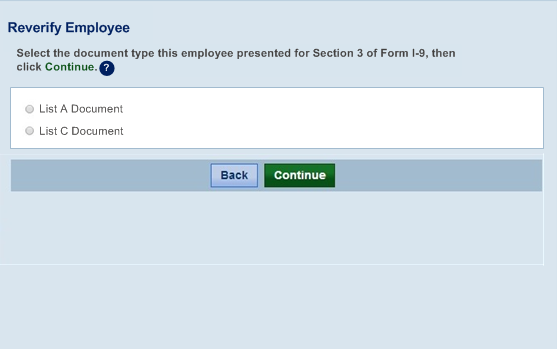 Reverify Employee
Select the document type this employee presented for Section 3 of Form I-9, then
click Continue. ?
List A Document
List C Document
Back Continue